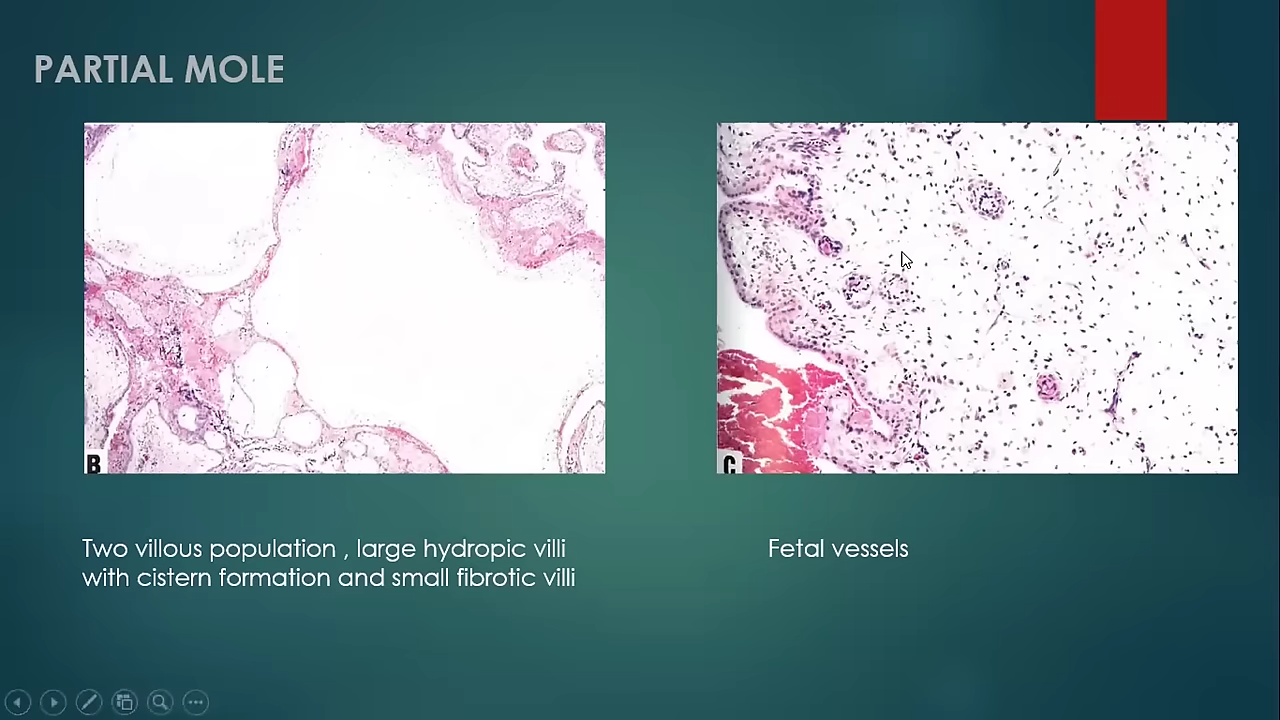 PARTIAL MOLE
B
C
Two villous population , large hydropic villi
with cistern formation and small fibrotic villi
Fetal vessels